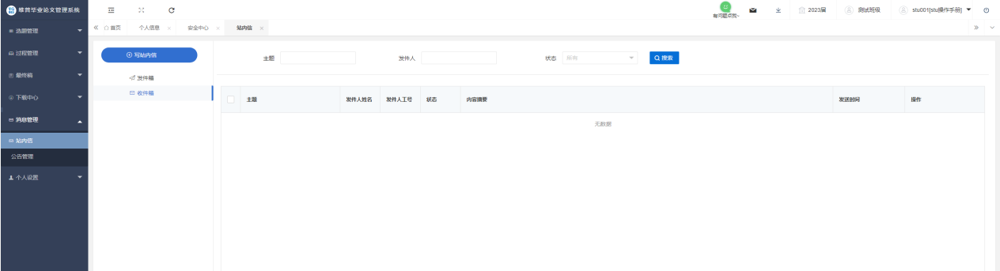 维普毕业论文管理系统
有问题点我~
2023届
测试班级
stu001[stu操作手册]
首页
个人信息
安全中心
站内信
选题管理
过程管理
最终稿
下载中心
消息管理
站内信
公告管理
个人设置
写站内信
发件箱
收件箱
主题
发件人
状态
所有
搜索
主题
发件人姓名
发件人工号
状态
内容摘要
发送时间
操作
无数据